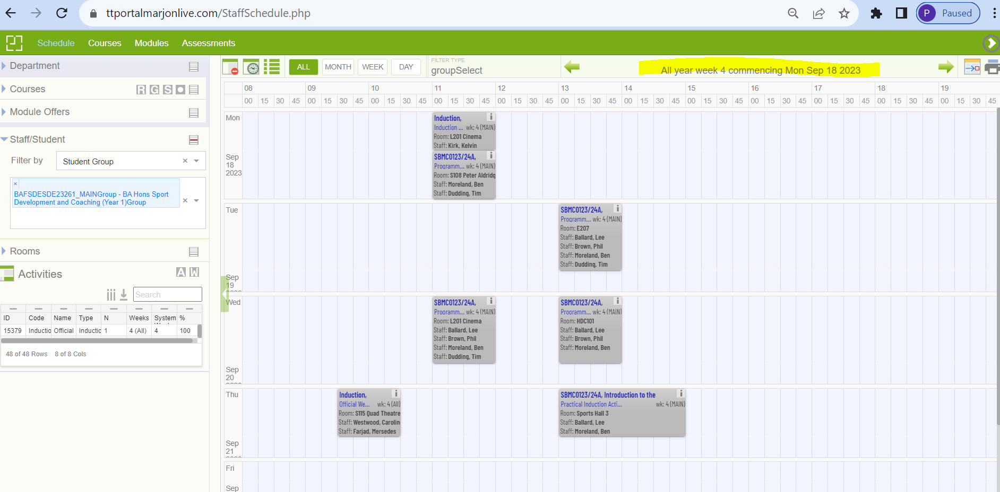 ttportalmarjonlive.com/StaffSchedule.php
P Paused
Schedule Courses Modules Assessments
Department
Courses R G S
Module Offers
Staff/Student
Filter by Student Group
BAFSDESDE23261_MAINGroup - BA Hons Sport
Development and Coaching (Year 1)Group
Rooms
Activities A W
Search
ID Code Name Type N Weeks System %
15379 Inductio Official Inductic 1 4 (All) 4 100
48 of 48 Rows 8 of 8 Cols
ALL MONTH WEEK DAY
FILTER TYPE
groupSelect
All year week 4 commencing Mon Sep 18 2023
08 09 10 11 12 13 14 15 16 17 18 19
00 15 30 45 00 15 30 45 00 15 30 45 00 15 30 45 00 15 30 45 00 15 30 45 00 15 30 45 00 15 30 45 00 15 30 45 00 15 30 45 00 15 30 45 00 15 30 45
Mon
Sep
18
2023
Induction, i
Induction ... wk: 4 (MAIN)
Room: L201 Cinema
Staff: Kirk, Kelvin
SBMC0123/24A, i
Programm... wk: 4 (MAIN)
Room: S108 Peter Aldridg
Staff: Moreland, Ben
Staff: Dudding, Tim
Tue
Sep
19
SBMC0123/24A, i
Programm... wk: 4 (MAIN)
Room: E207
Staff: Ballard, Lee
Staff: Brown, Phil
Staff: Moreland, Ben
Staff: Dudding, Tim
Wed
Sep
20
SBMC0123/24A, i
Programm... wk: 4 (MAIN)
Room: L201 Cinema
Staff: Ballard, Lee
Staff: Brown, Phil
Staff: Moreland, Ben
Staff: Dudding, Tim
SBMC0123/24A, i
Programm... wk: 4 (MAIN)
Room: HDC101
Staff: Ballard, Lee
Staff: Brown, Phil
Staff: Moreland, Ben
Thu
Sep
21
Induction, i
Official We... wk: 4 (All)
Room: S115 Quad Theatre
Staff: Westwood, Carolin
Staff: Farjad, Mersedes
SBMC0123/24A, Introduction to the i
Practical Induction Acti... wk: 4 (MAIN)
Room: Sports Hall 3
Staff: Ballard, Lee
Staff: Moreland, Ben
Fri
Sep